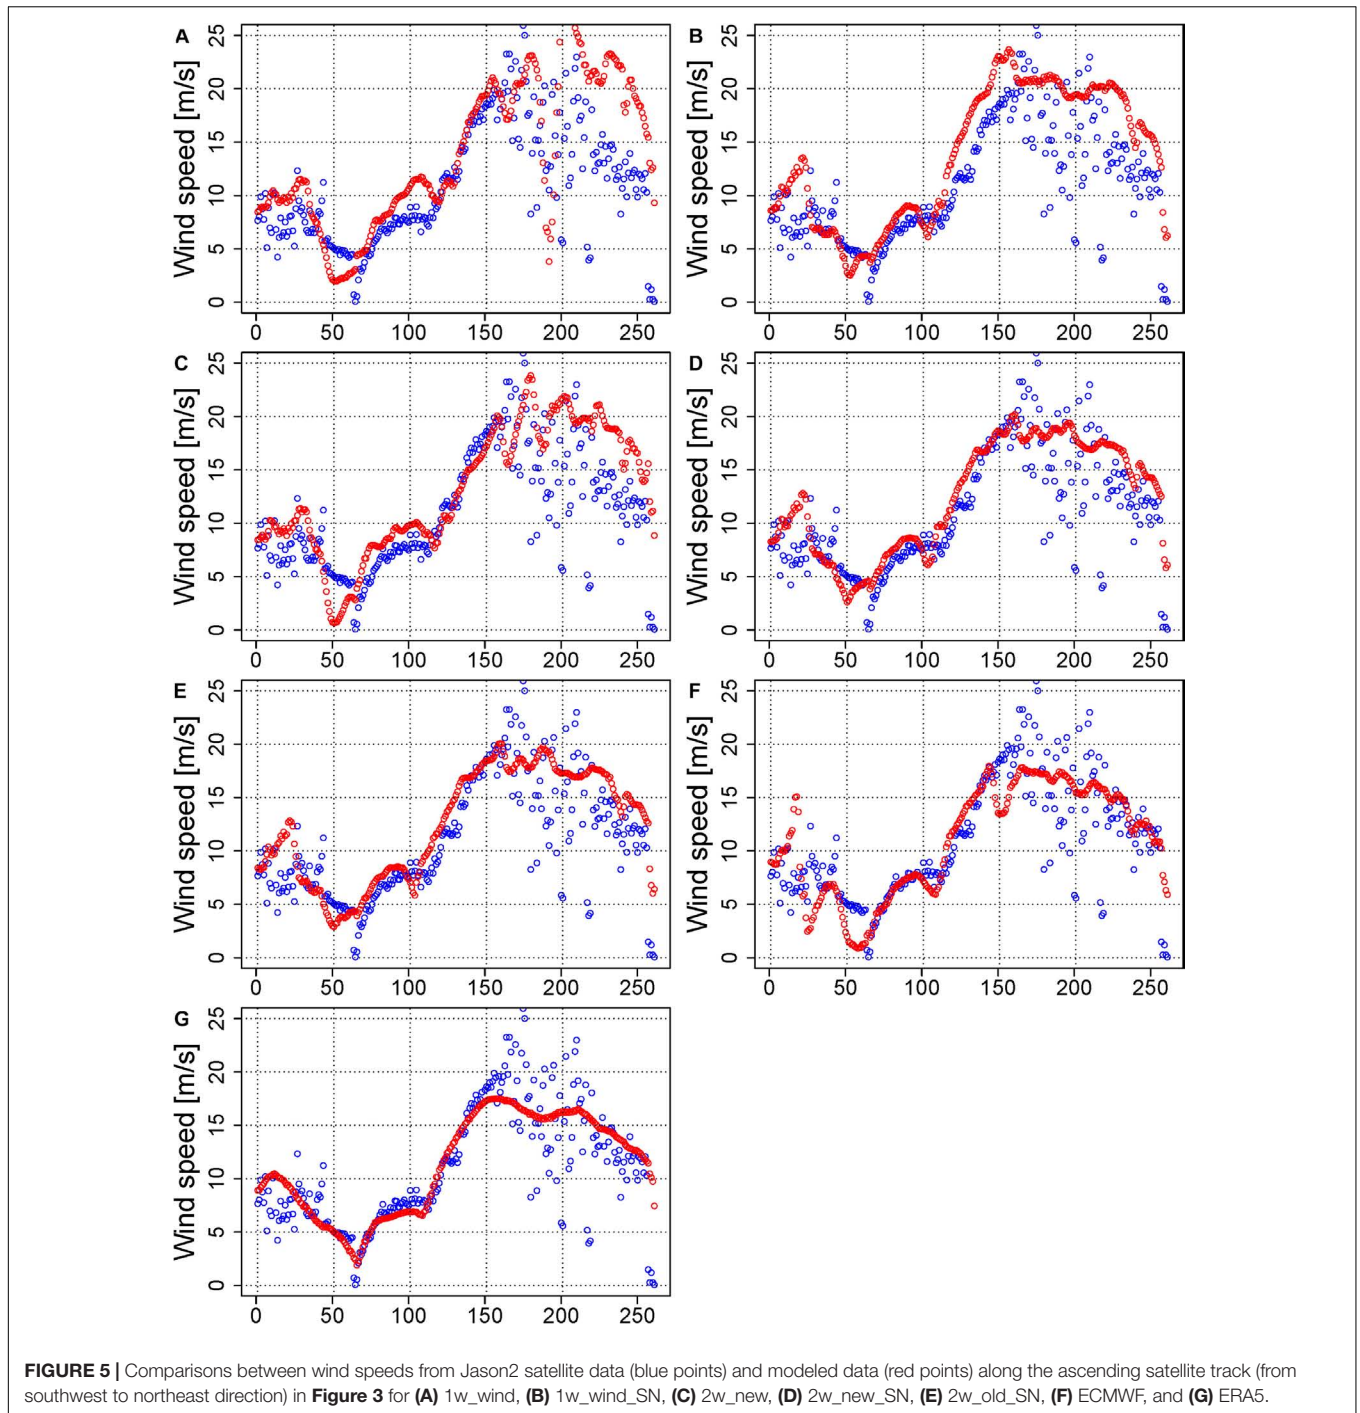 A
Wind speed [m/s]
25
20
15
10
5
0
0 50 100 150 200 250
B
Wind speed [m/s]
25
20
15
10
5
0
0 50 100 150 200 250
C
Wind speed [m/s]
25
20
15
10
5
0
0 50 100 150 200 250
D
Wind speed [m/s]
25
20
15
10
5
0
0 50 100 150 200 250
E
Wind speed [m/s]
25
20
15
10
5
0
0 50 100 150 200 250
F
Wind speed [m/s]
25
20
15
10
5
0
0 50 100 150 200 250
G
Wind speed [m/s]
25
20
15
10
5
0
0 50 100 150 200 250
FIGURE 5 | Comparisons between wind speeds from Jason2 satellite data (blue points) and modeled data (red points) along the ascending satellite track (from
southwest to northeast direction) in Figure 3 for (A) 1w_wind, (B) 1w_wind_SN, (C) 2w_new, (D) 2w_new_SN, (E) 2w_old_SN, (F) ECMWF, and (G) ERA5.